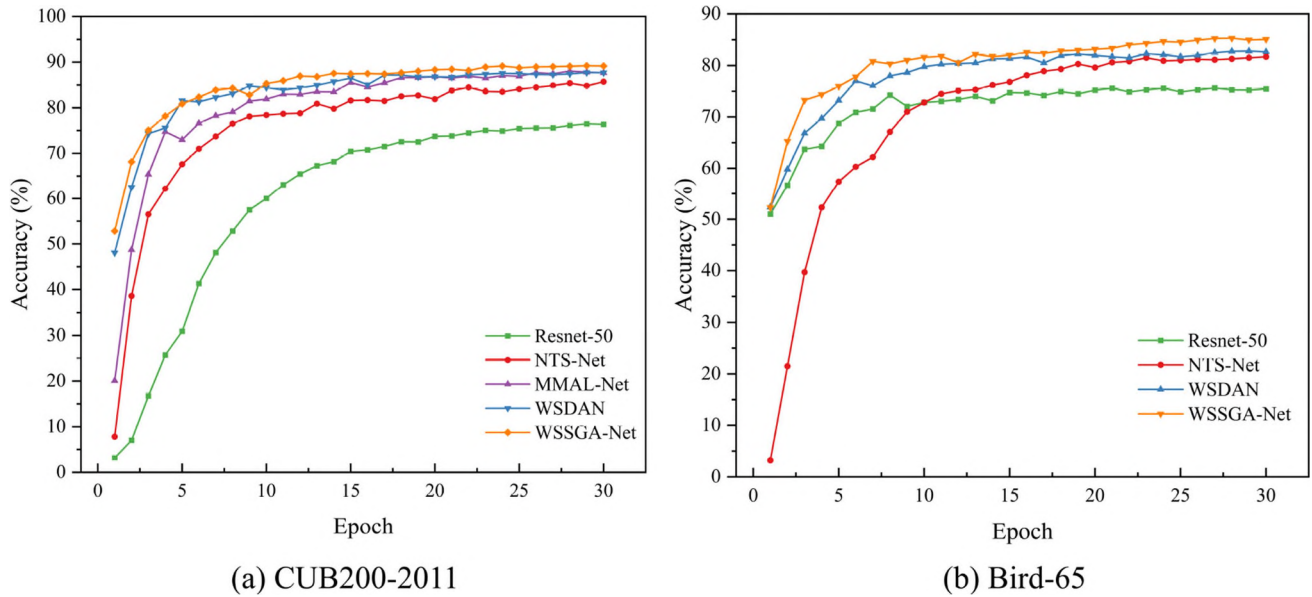 100
90
80
70
60
50
40
30
20
10
0
Accuracy (%)
0 5 10 15 20 25 30
Epoch
Resnet-50
NTS-Net
MMAL-Net
WSDAN
WSSGA-Net
(a) CUB200-2011
90
80
70
60
50
40
30
20
10
0
Accuracy (%)
0 5 10 15 20 25 30
Epoch
Resnet-50
NTS-Net
WSDAN
WSSGA-Net
(b) Bird-65